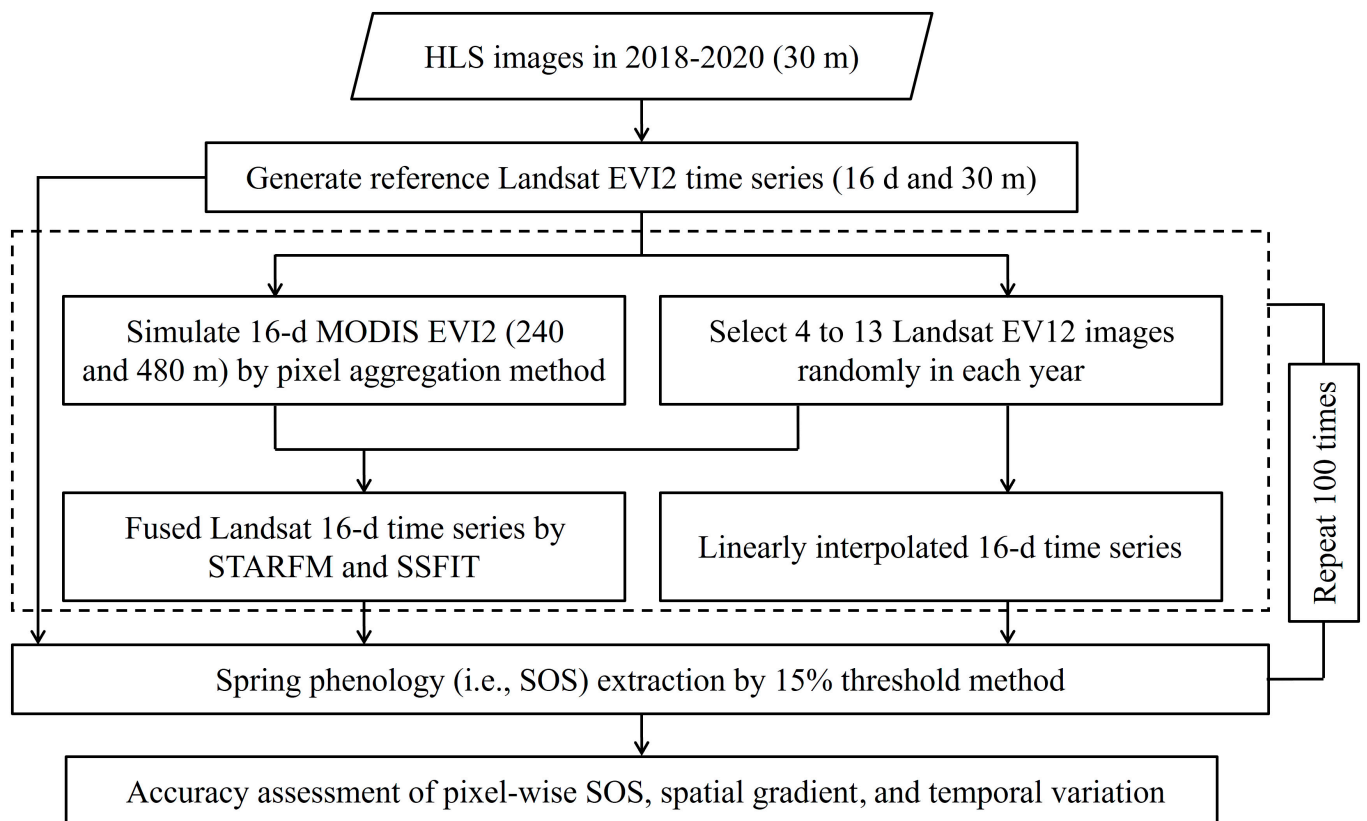 HLS images in 2018-2020 (30 m)
Generate reference Landsat EVI2 time series (16 d and 30 m)
Simulate 16-d MODIS EVI2 (240
and 480 m) by pixel aggregation method
Select 4 to 13 Landsat EV12 images
randomly in each year
Repeat 100 times
Fused Landsat 16-d time series by
STARFM and SSFIT
Linearly interpolated 16-d time series
Spring phenology (i.e., SOS) extraction by 15% threshold method
Accuracy assessment of pixel-wise SOS, spatial gradient, and temporal variation